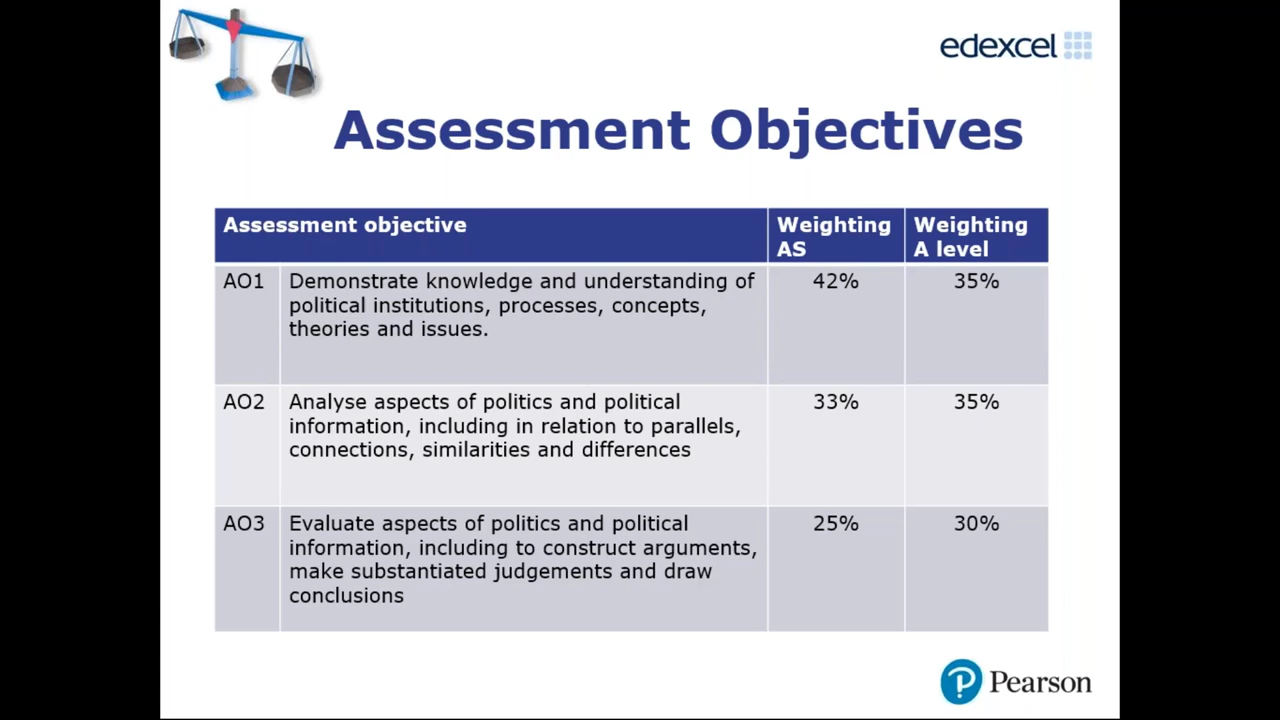 edexcel
Assessment Objectives
Assessment objective
Weighting
AS
Weighting
A level
AO1
Demonstrate knowledge and understanding of
political institutions, processes, concepts,
theories and issues.
42%
35%
AO2
Analyse aspects of politics and political
information, including in relation to parallels,
connections, similarities and differences
33%
35%
AO3
Evaluate aspects of politics and political
information, including to construct arguments,
make substantiated judgements and draw
conclusions
25%
30%
Pearson